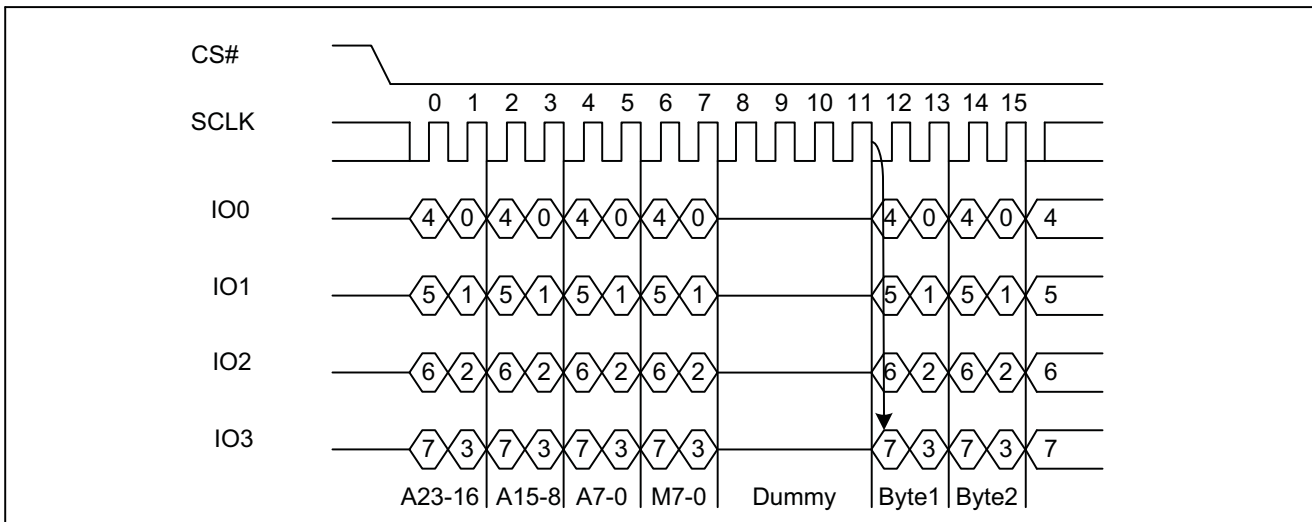 CS#
0 1 2 3 4 5 6 7 8 9 10 11 12 13 14 15
SCLK
IO0 4 0 4 0 4 0 4 0 4 0 4 0 4
IO1 5 1 5 1 5 1 5 1 5 1 5 1 5
IO2 6 2 6 2 6 2 6 2 6 2 6 2 6
IO3 7 3 7 3 7 3 7 3 7 3 7 3 7
A23-16 A15-8 A7-0 M7-0 Dummy Byte1 Byte2